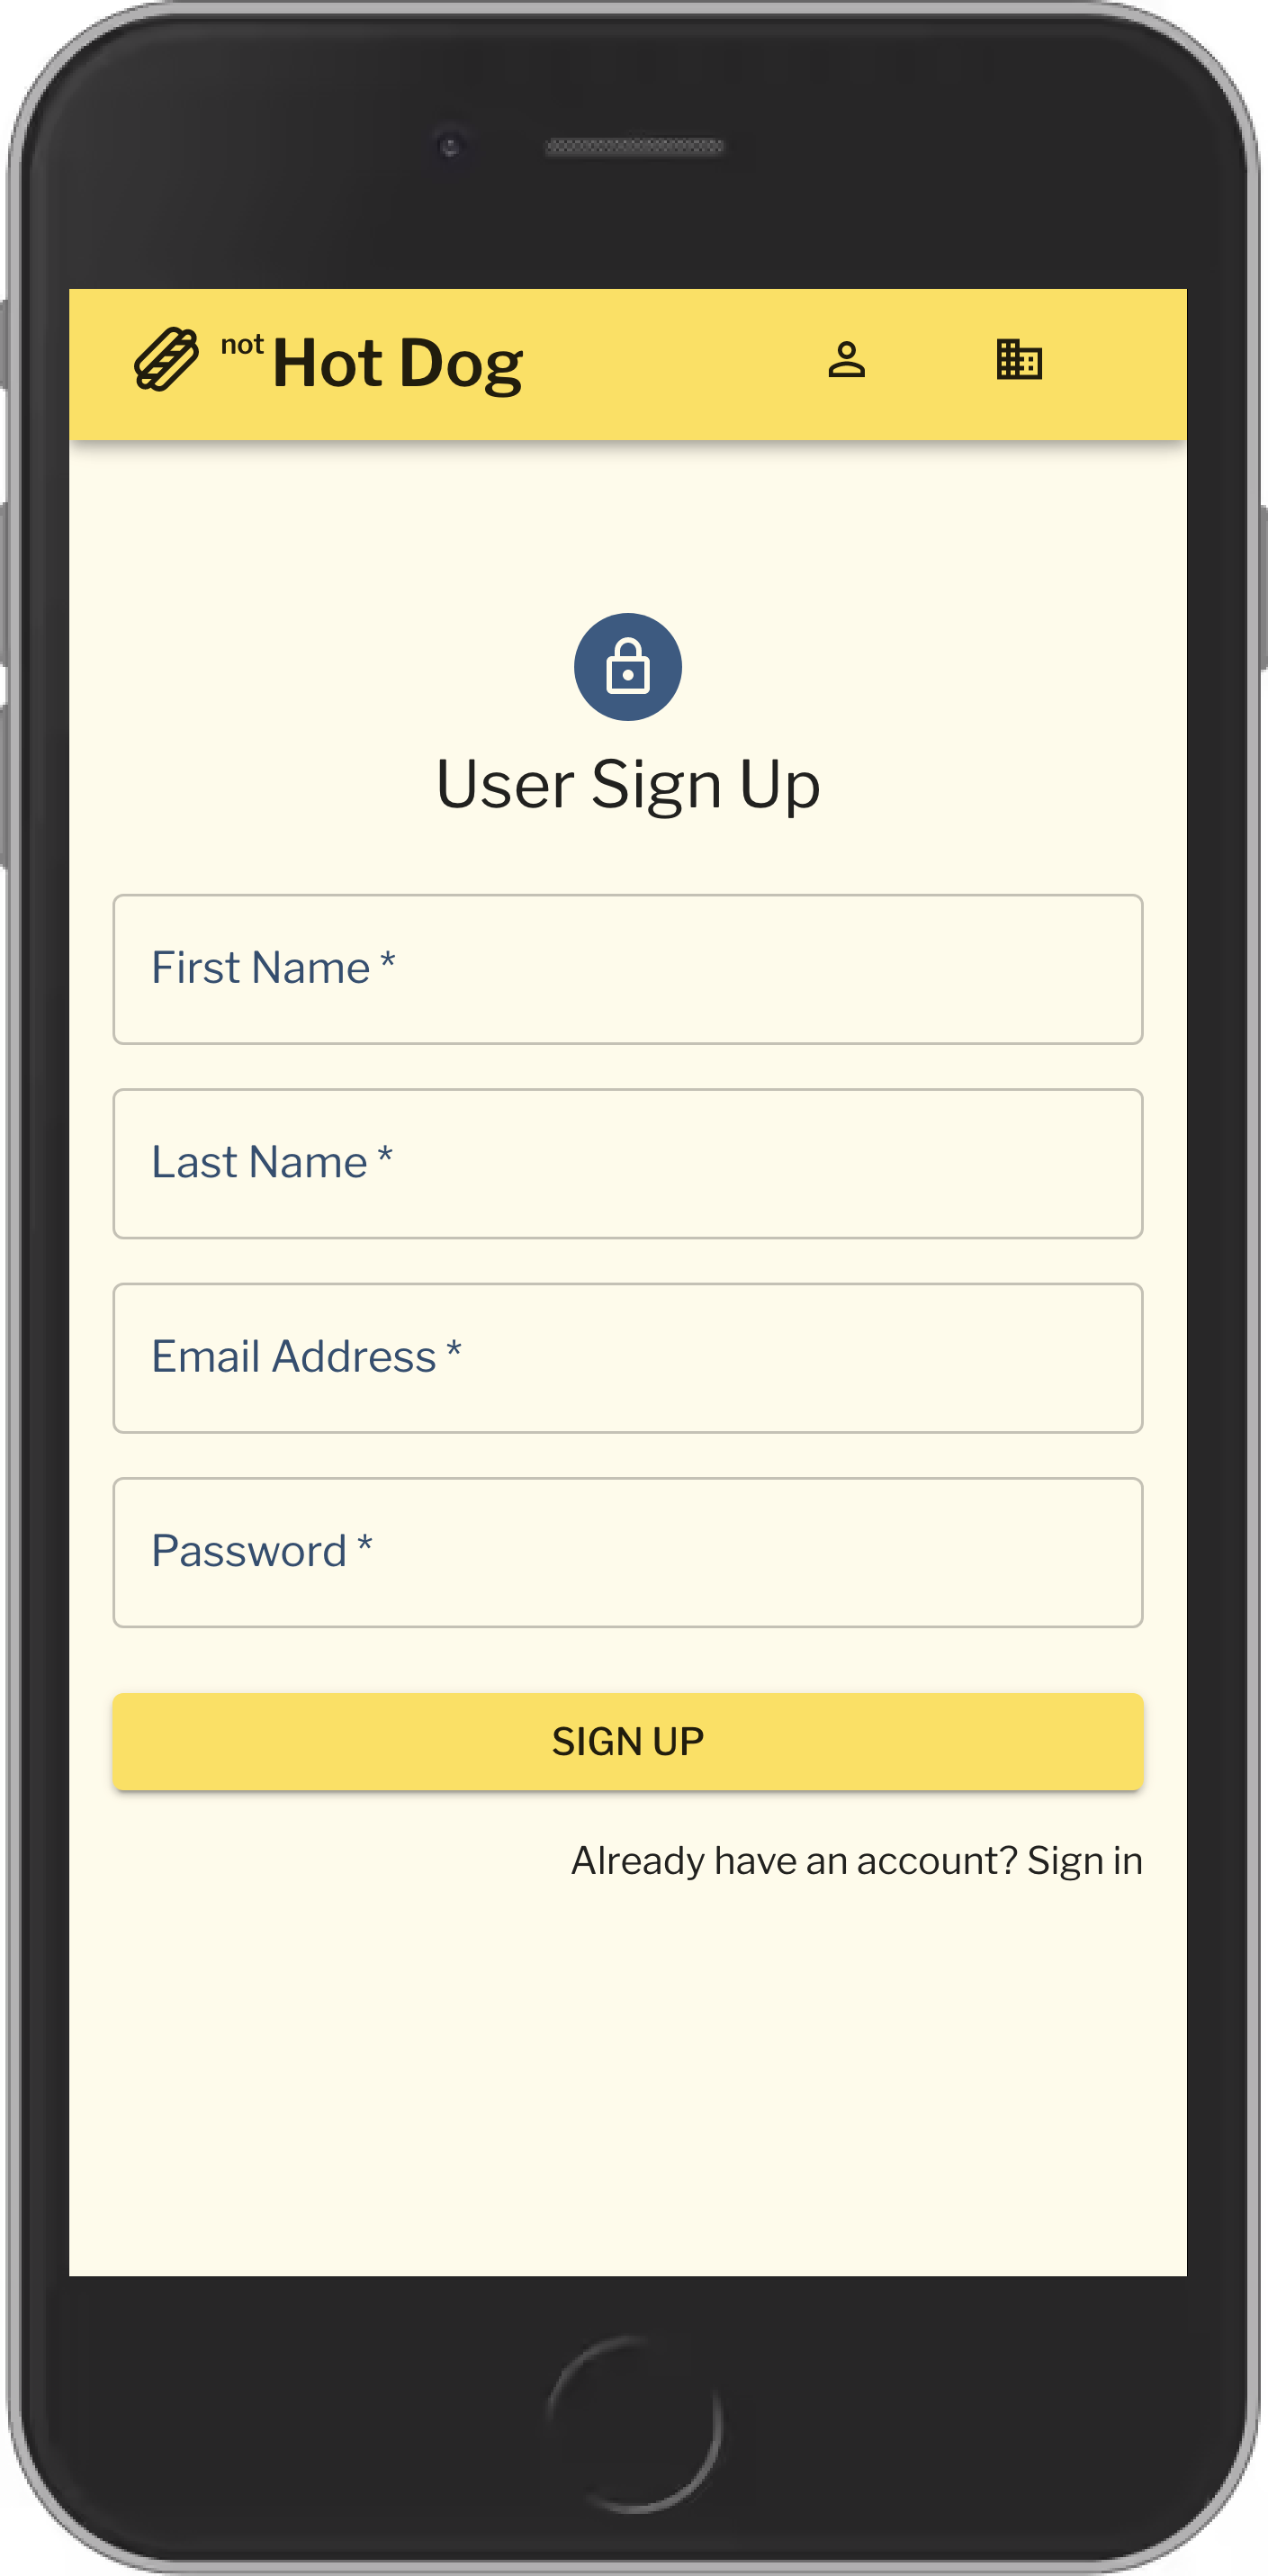 not Hot Dog
User Sign Up
First Name *
Last Name *
Email Address *
Password *
SIGN UP
Already have an account? Sign in